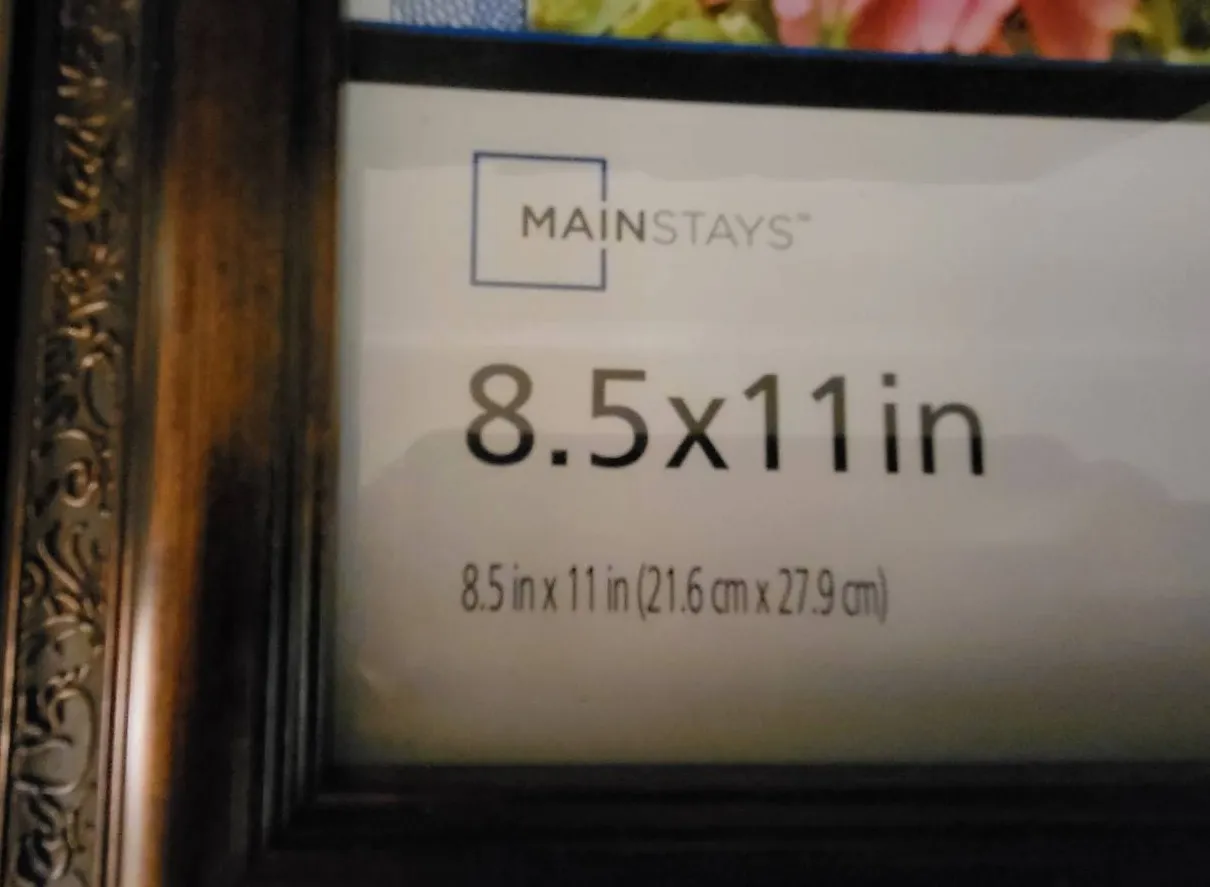 MAINSTAYS™
8.5x11in
8.5 in x 11 in (21.6 cm x 27.9 cm)